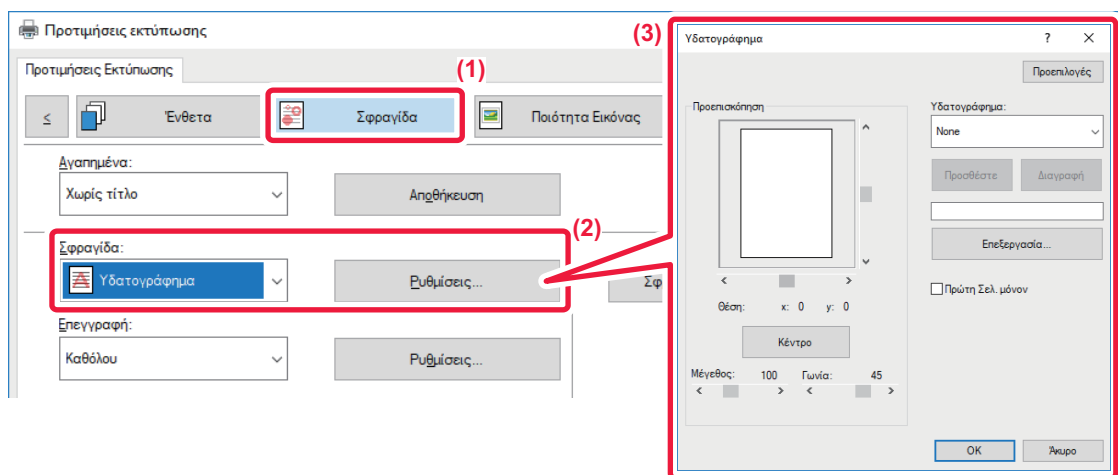 Προτιμήσεις εκτύπωσης
Προτιμήσεις Εκτύπωσης
(1)
< Ένθετα Σφραγίδα Ποιότητα Εικόνας
Αγαπημένα:
Χωρίς τίτλο Αποθήκευση
(2)
Σφραγίδα:
Υδατογράφημα Ρυθμίσεις... Σφ
Επεγγραφή:
Καθόλου Ρυθμίσεις...
(3)
Υδατογράφημα ? ×
Προεπιλογές
Προεπισκόπηση Υδατογράφημα:
None
Προσθέστε Διαγραφή
Επεξεργασία...
Πρώτη Σελ. μόνον
Θέση: x: 0 y: 0
Κέντρο
Μέγεθος: 100 Γωνία: 45
< > < >
OK Άκυρο